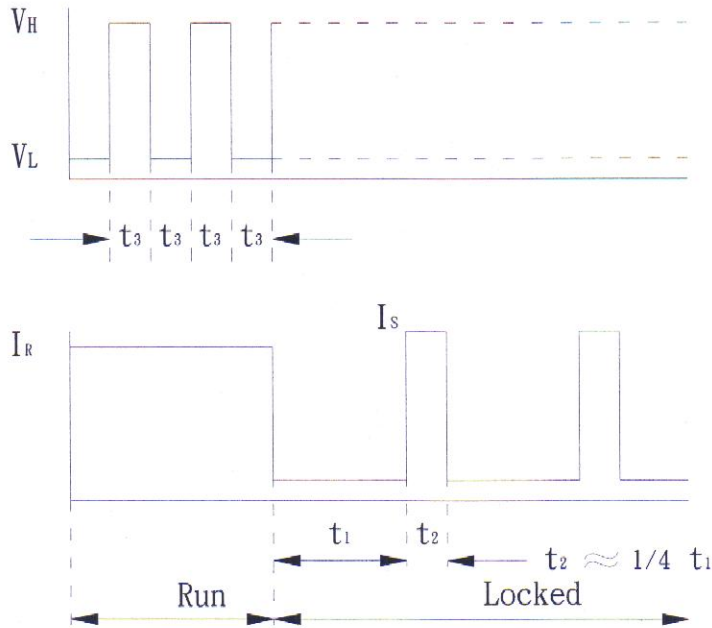 VH
VL
t3 t3 t3 t3
IS
IR
t1 t2
t2 ≈ 1/4 t1
Run Locked